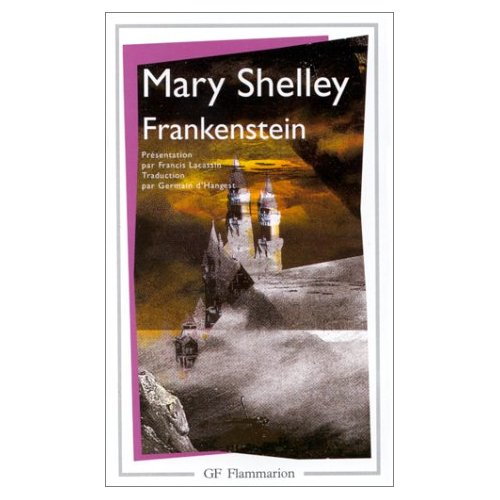 Mary Shelley
Frankenstein
Présentation
par Francis Lacassin
Traduction
par Germain d'Hangest
GF Flammarion